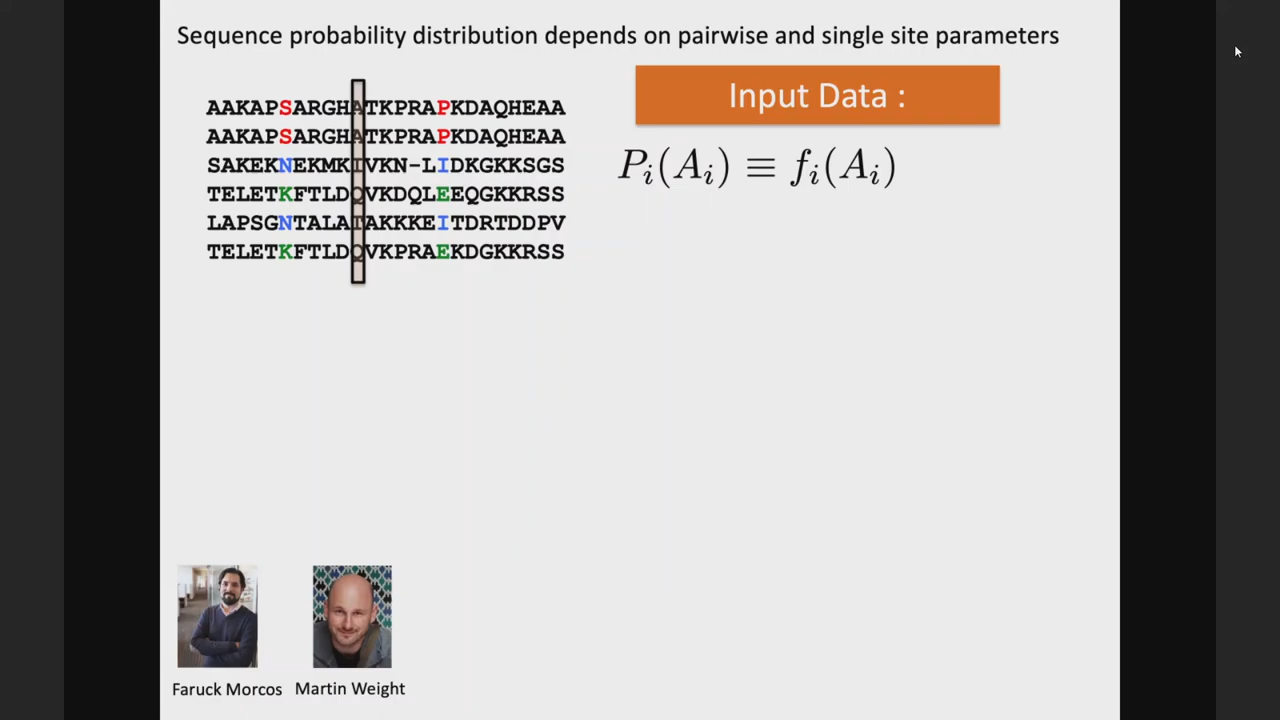 Sequence probability distribution depends on pairwise and single site parameters
AAKAPSARGHATKPRAPKDAQHEAA
AAKAPSARGHATKPRAPKDAQHEAA
SAKEKNEKMKIVKN-LIDKGKKSGS
TELETKFTLDQVKDQLEEQGKKRSS
LAPSGNTALAIAKKKEITDRTDDPV
TELETKFTLDQVKPRAEKDGKKRSS
Input Data :
Pᵢ(Aᵢ) ≡ fᵢ(Aᵢ)
Faruck Morcos
Martin Weight